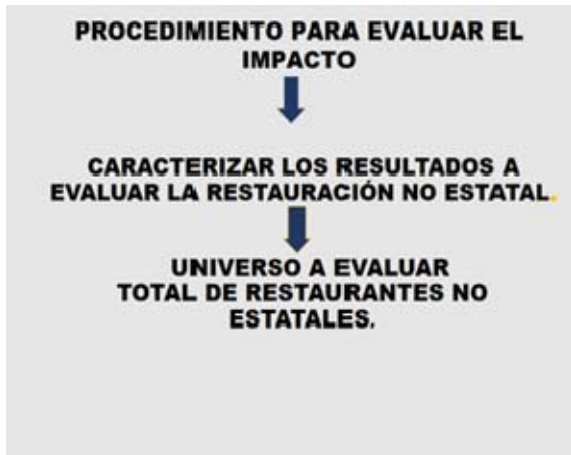 PROCEDIMIENTO PARA EVALUAR EL
IMPACTO
CARACTERIZAR LOS RESULTADOS A
EVALUAR LA RESTAURACIÓN NO ESTATAL.
UNIVERSO A EVALUAR
TOTAL DE RESTAURANTES NO
ESTATALES.